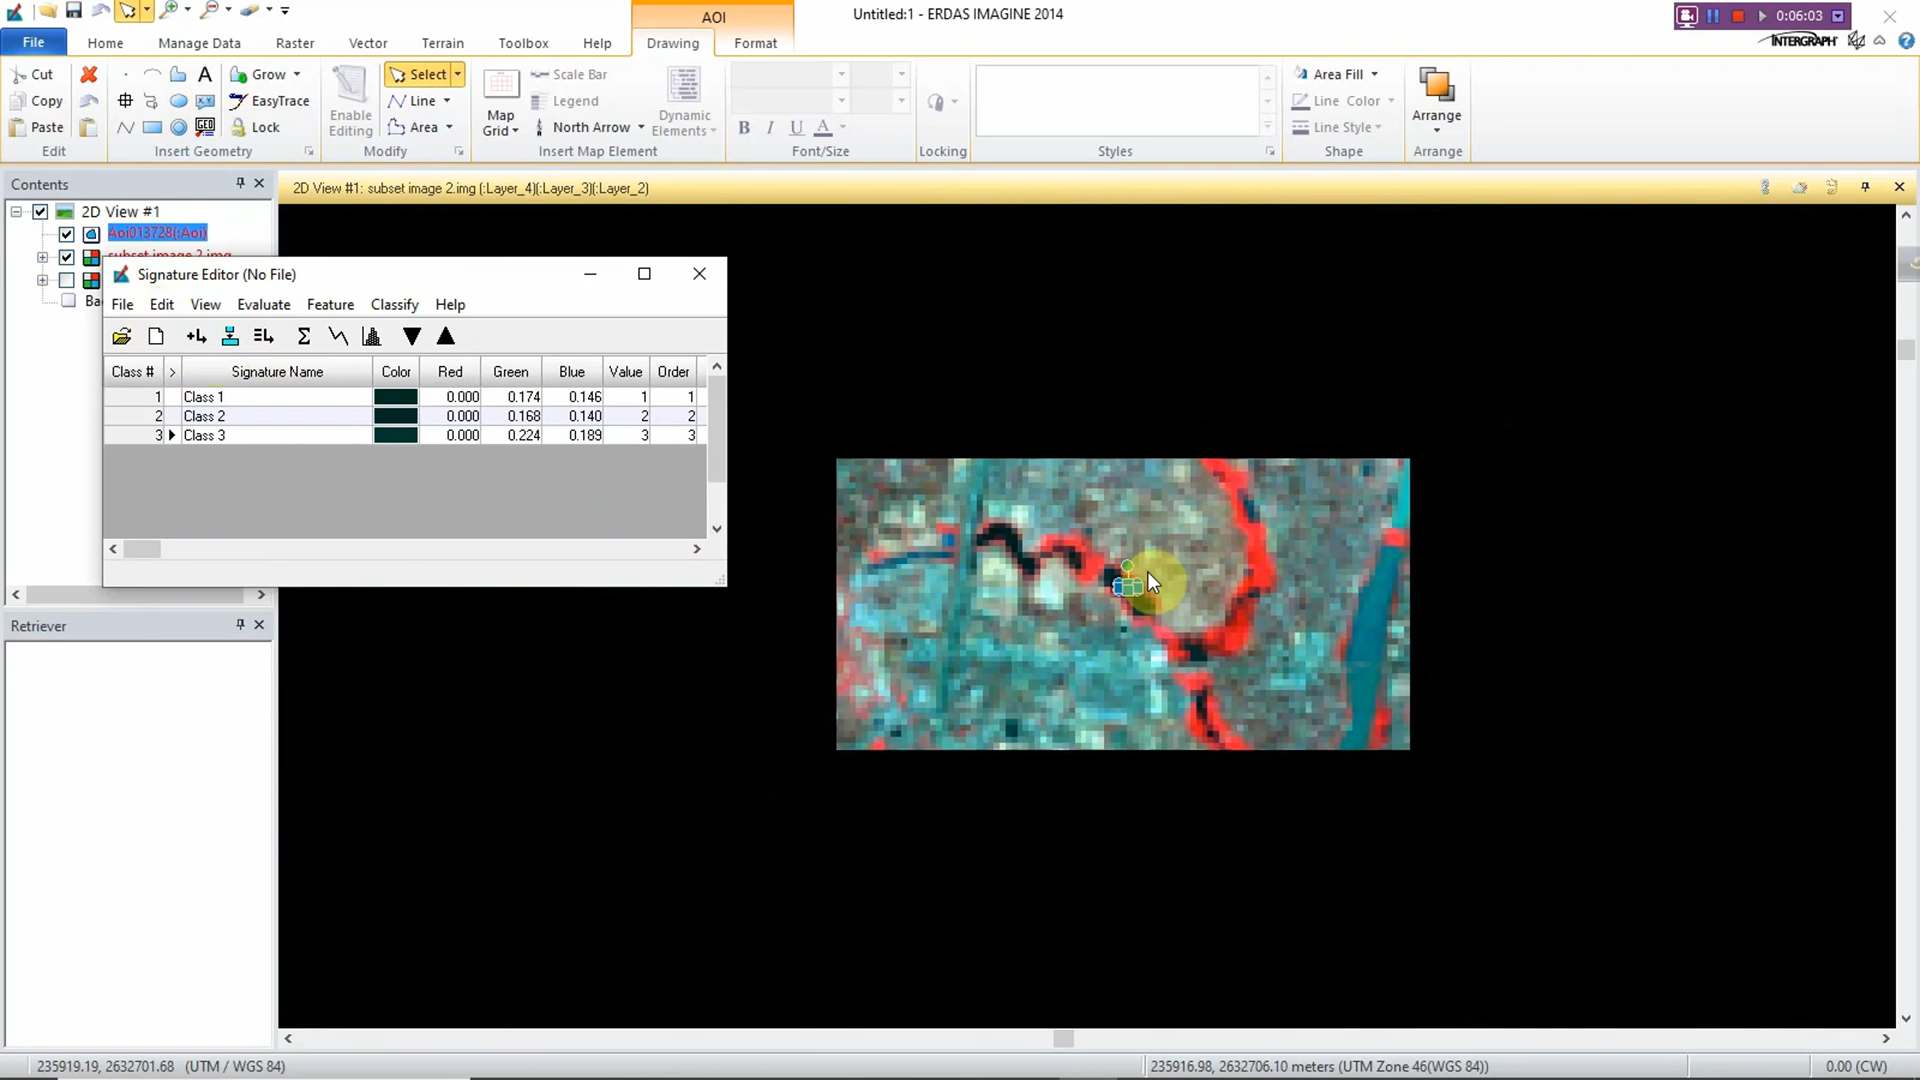 AOI
Untitled:1 - ERDAS IMAGINE 2014
0:06:03
File Home Manage Data Raster Vector Terrain Toolbox Help Drawing Format
INTERGRAPH
Cut
Copy
Paste
Edit
A
Grow
EasyTrace
Lock
GEO
Insert Geometry
Enable
Editing
Select
Line
Area
Modify
Map
Grid
Scale Bar
Legend
North Arrow
Dynamic
Elements
Insert Map Element
B I U A
Font/Size
Locking
Styles
Area Fill
Line Color
Line Style
Shape
Arrange
Arrange
Contents
2D View #1: subset image 2.img (:Layer_4)(:Layer_3)(:Layer_2)
2D View #1
Aoi013728(:Aoi)
subset image 2.img
Signature Editor (No File)
File Edit View Evaluate Feature Classify Help
Class # > Signature Name Color Red Green Blue Value Order
1 Class 1 0.000 0.174 0.146 1 1
2 Class 2 0.000 0.168 0.140 2 2
3 Class 3 0.000 0.224 0.189 3 3
Retriever
235919.19, 2632701.68 (UTM / WGS 84)
235916.98, 2632706.10 meters (UTM Zone 46(WGS 84))
0.00 (CW)